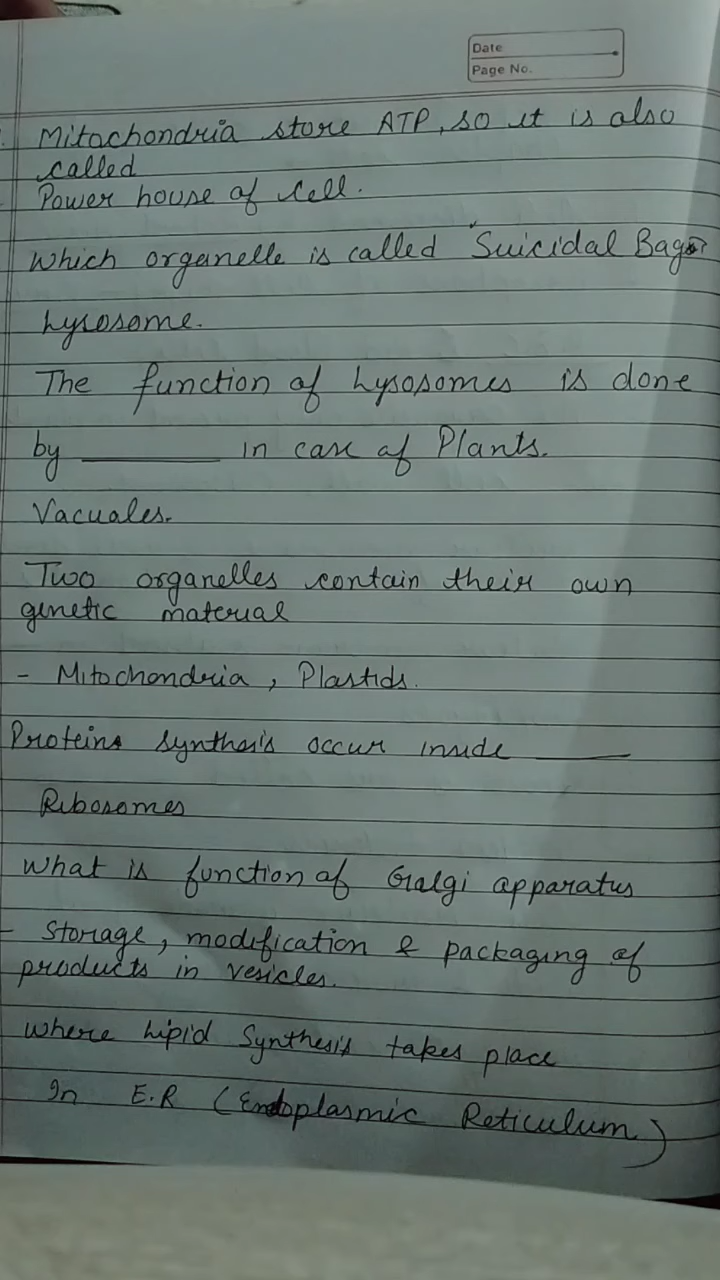 Date
Page No.
Mitochondria store ATP, so it is also
called
Power house of Cell.
Which organelle is called "Suicidal Bag"?
Lysosome.
The function of Lysosomes is done
by ________ in case of Plants.
Vacuales.
Two organelles contain their own
genetic material
- Mitochondria, Plastids.
Proteins synthesis occur inside ______
Ribosomes
What is function of Golgi apparatus
- Storage, modification & packaging of
products in vesicles.
Where Lipid Synthesis takes place
In E.R (Endoplasmic Reticulum)